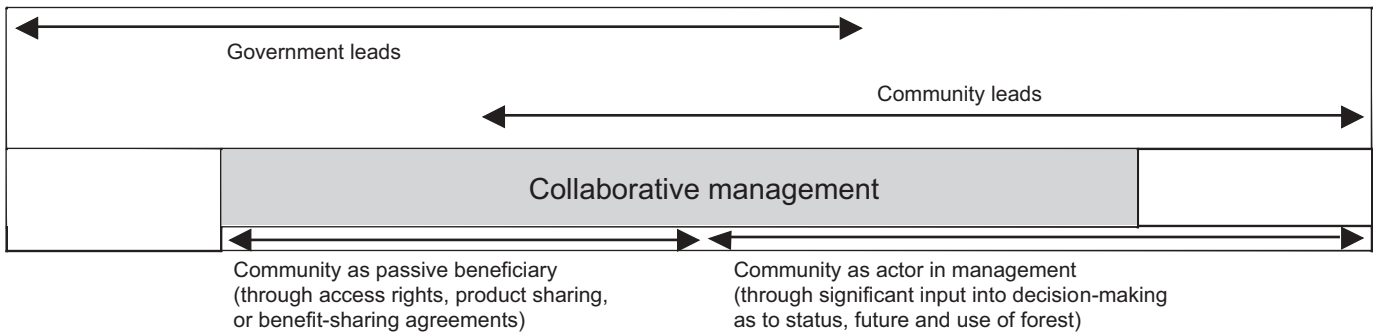 Government leads
Community leads
Collaborative management
Community as passive beneficiary
(through access rights, product sharing,
or benefit-sharing agreements)
Community as actor in management
(through significant input into decision-making
as to status, future and use of forest)